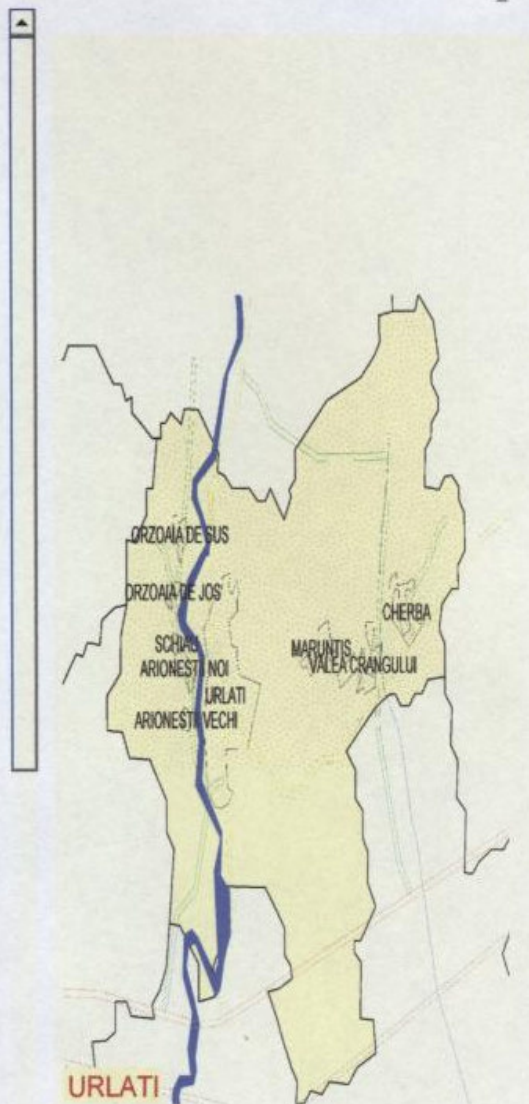 ORZOAIA DE SUS
ORZOAIA DE JOS
CHERBA
SCHIAU
MARUNTIS
ARIONESTI NOI
VALEA CRANGULUI
URLATI
ARIONESTI VECHI
URLATI